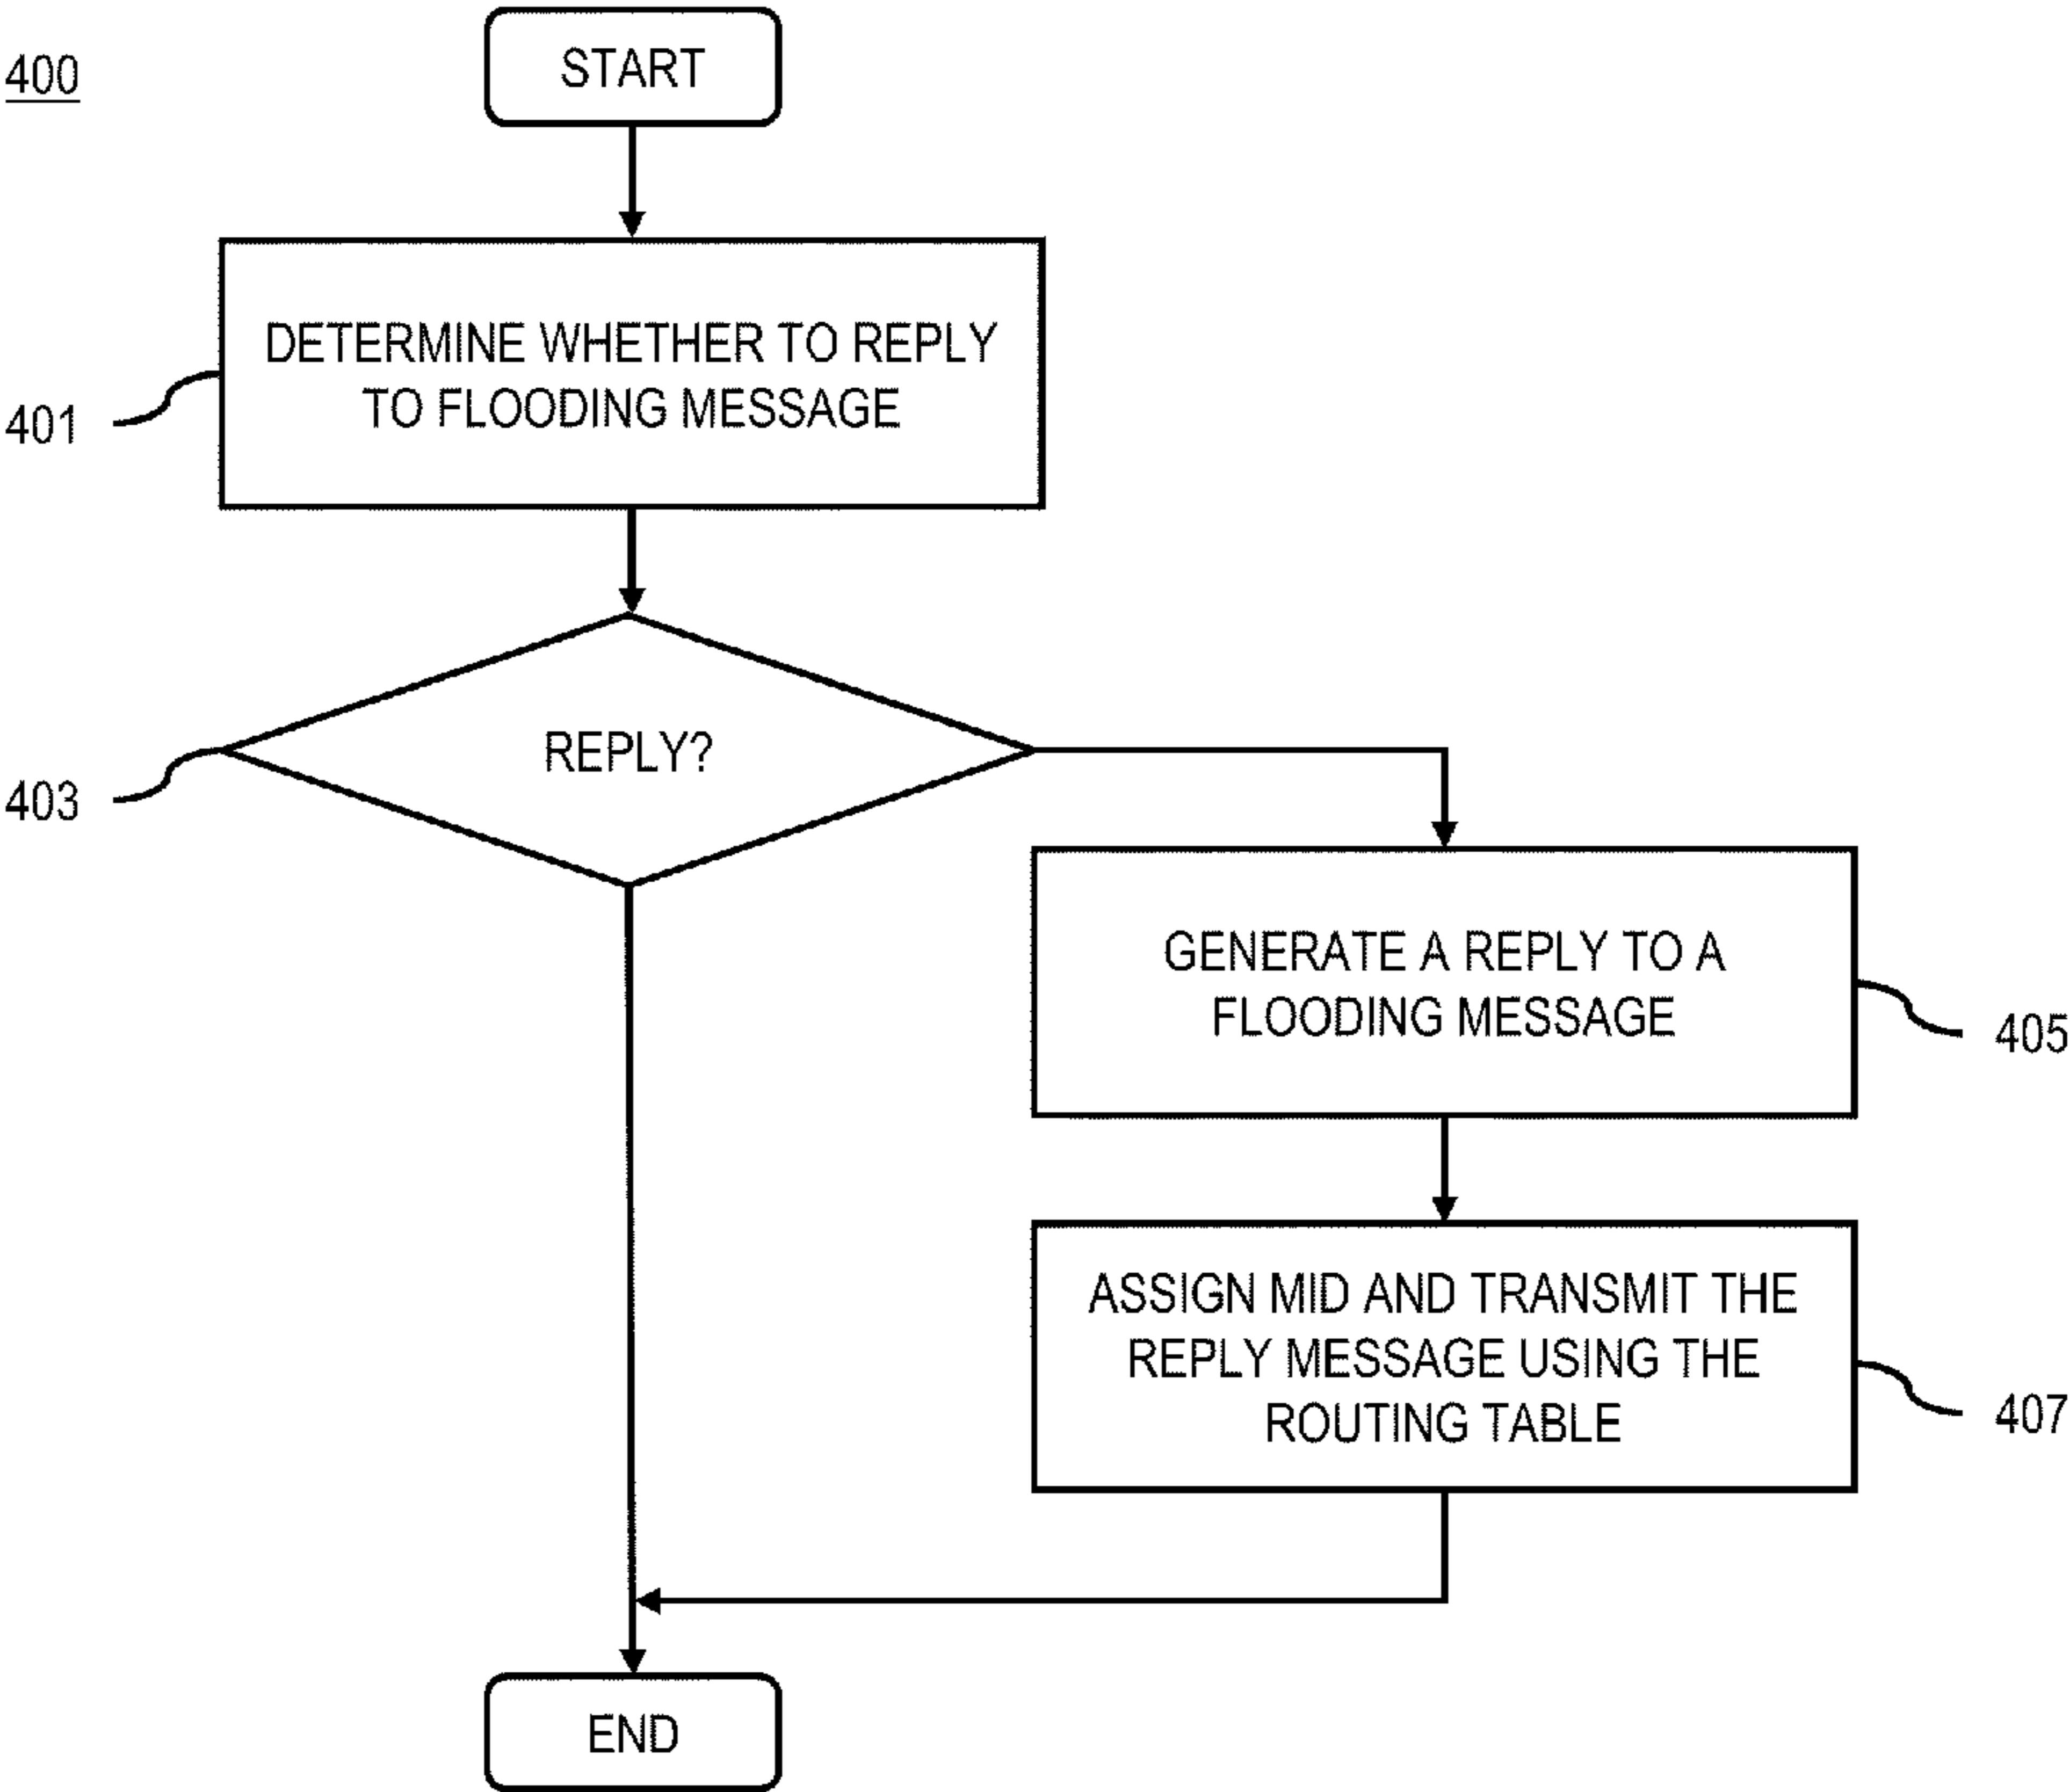 400
START
DETERMINE WHETHER TO REPLY
TO FLOODING MESSAGE
401
REPLY?
403
GENERATE A REPLY TO A
FLOODING MESSAGE
405
ASSIGN MID AND TRANSMIT THE
REPLY MESSAGE USING THE
ROUTING TABLE
407
END